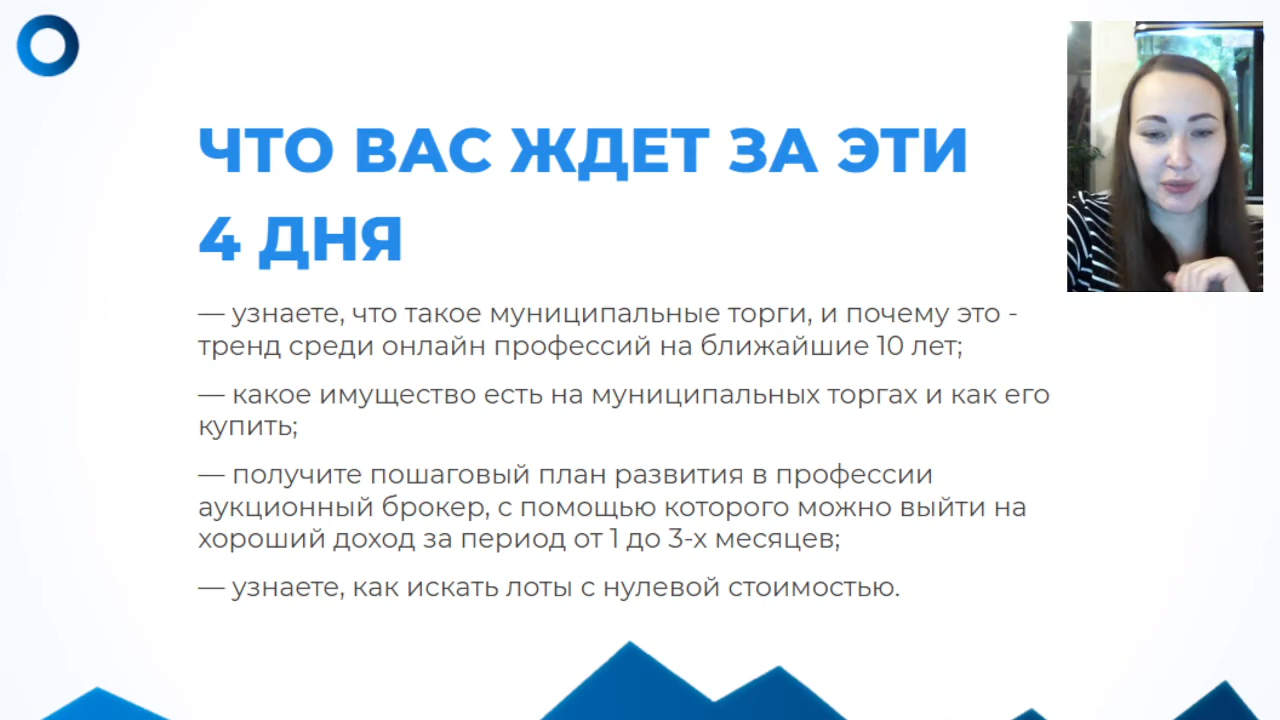 ЧТО ВАС ЖДЕТ ЗА ЭТИ
4 ДНЯ
— узнаете, что такое муниципальные торги, и почему это -
тренд среди онлайн профессий на ближайшие 10 лет;
— какое имущество есть на муниципальных торгах и как его
купить;
— получите пошаговый план развития в профессии
аукционный брокер, с помощью которого можно выйти на
хороший доход за период от 1 до 3-х месяцев;
— узнаете, как искать лоты с нулевой стоимостью.